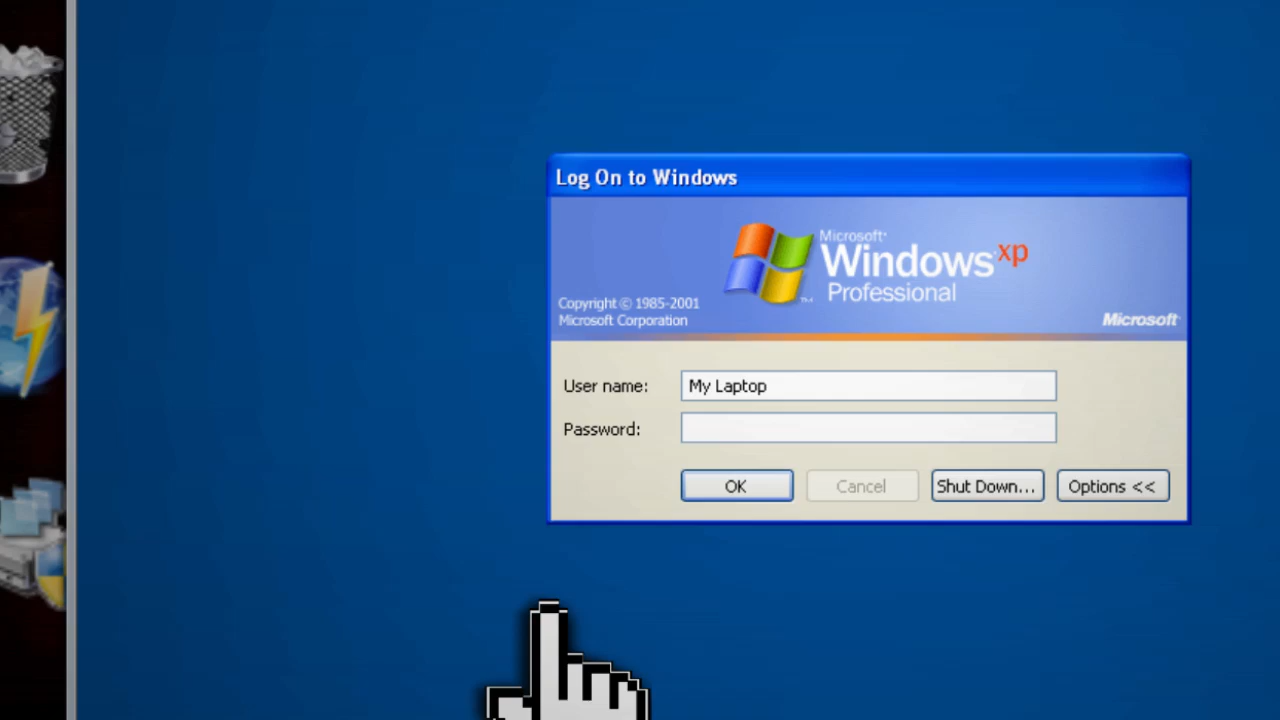 Log On to Windows
Microsoft®
Windows xp
Professional
Copyright © 1985-2001
Microsoft Corporation
Microsoft
User name: My Laptop
Password:
OK Cancel Shut Down... Options <<